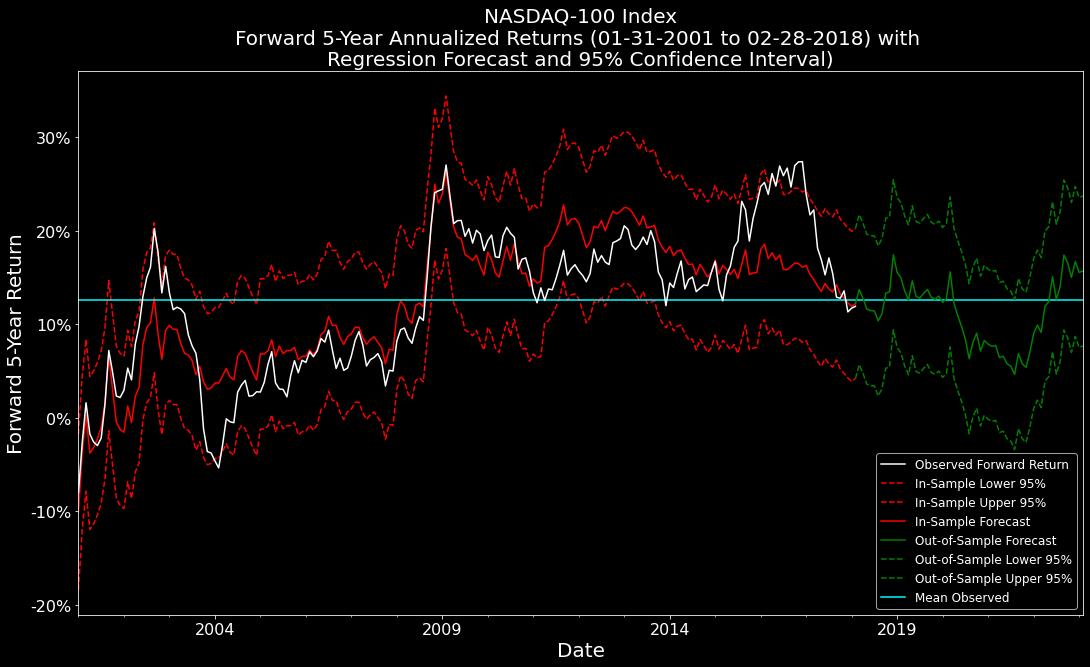 NASDAQ-100 Index
Forward 5-Year Annualized Returns (01-31-2001 to 02-28-2018) with
Regression Forecast and 95% Confidence Interval)
Forward 5-Year Return
30%
20%
10%
0%
-10%
-20%
Observed Forward Return
In-Sample Lower 95%
In-Sample Upper 95%
In-Sample Forecast
Out-of-Sample Forecast
Out-of-Sample Lower 95%
Out-of-Sample Upper 95%
Mean Observed
2004
2009
2014
2019
Date